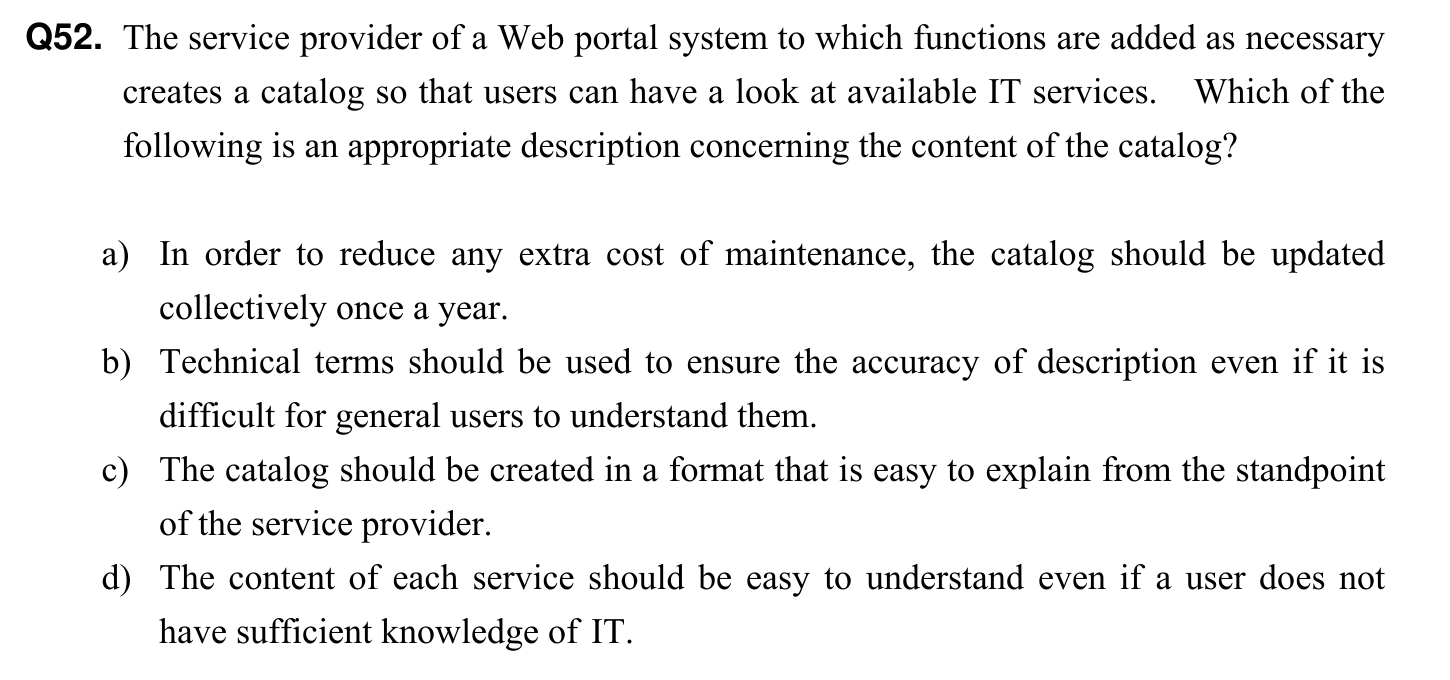 Q52. The service provider of a Web portal system to which functions are added as necessary
creates a catalog so that users can have a look at available IT services. Which of the
following is an appropriate description concerning the content of the catalog?
a) In order to reduce any extra cost of maintenance, the catalog should be updated
collectively once a year.
b) Technical terms should be used to ensure the accuracy of description even if it is
difficult for general users to understand them.
c) The catalog should be created in a format that is easy to explain from the standpoint
of the service provider.
d) The content of each service should be easy to understand even if a user does not
have sufficient knowledge of IT.